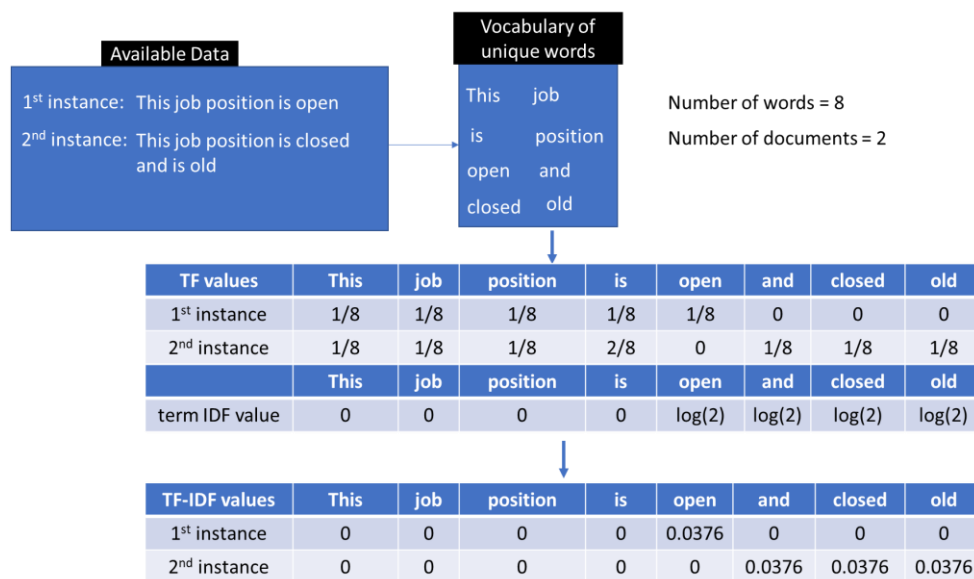 Available Data
1st instance: This job position is open
2nd instance: This job position is closed
and is old
Vocabulary of
unique words
This job
is position
open and
closed old
Number of words = 8
Number of documents = 2
TF values This job position is open and closed old
1st instance 1/8 1/8 1/8 1/8 1/8 0 0 0
2nd instance 1/8 1/8 1/8 2/8 0 1/8 1/8 1/8
This job position is open and closed old
term IDF value 0 0 0 0 log(2) log(2) log(2) log(2)
TF-IDF values This job position is open and closed old
1st instance 0 0 0 0 0.0376 0 0 0
2nd instance 0 0 0 0 0 0.0376 0.0376 0.0376